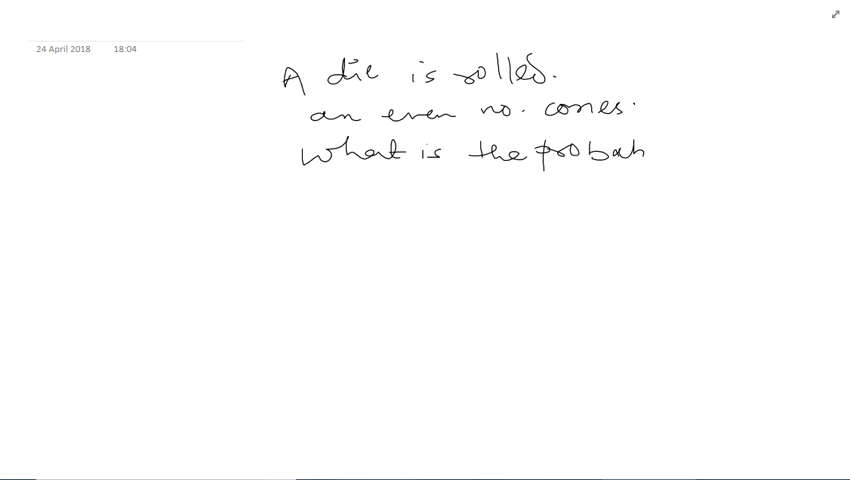 24 April 2018 18:04
A die is rolled.
an even no. comes.
What is the probab